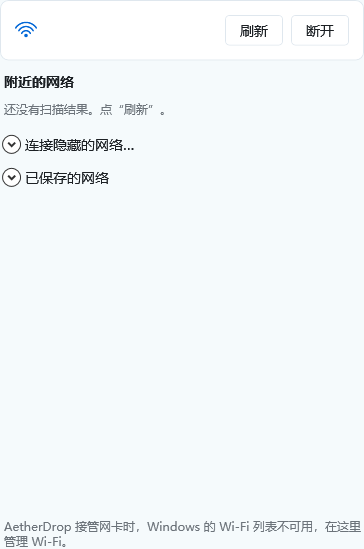 刷新 断开
附近的网络
还没有扫描结果。点“刷新”。
连接隐藏的网络...
已保存的网络
AetherDrop 接管网卡时，Windows 的 Wi-Fi 列表不可用，在这里
管理 Wi-Fi。